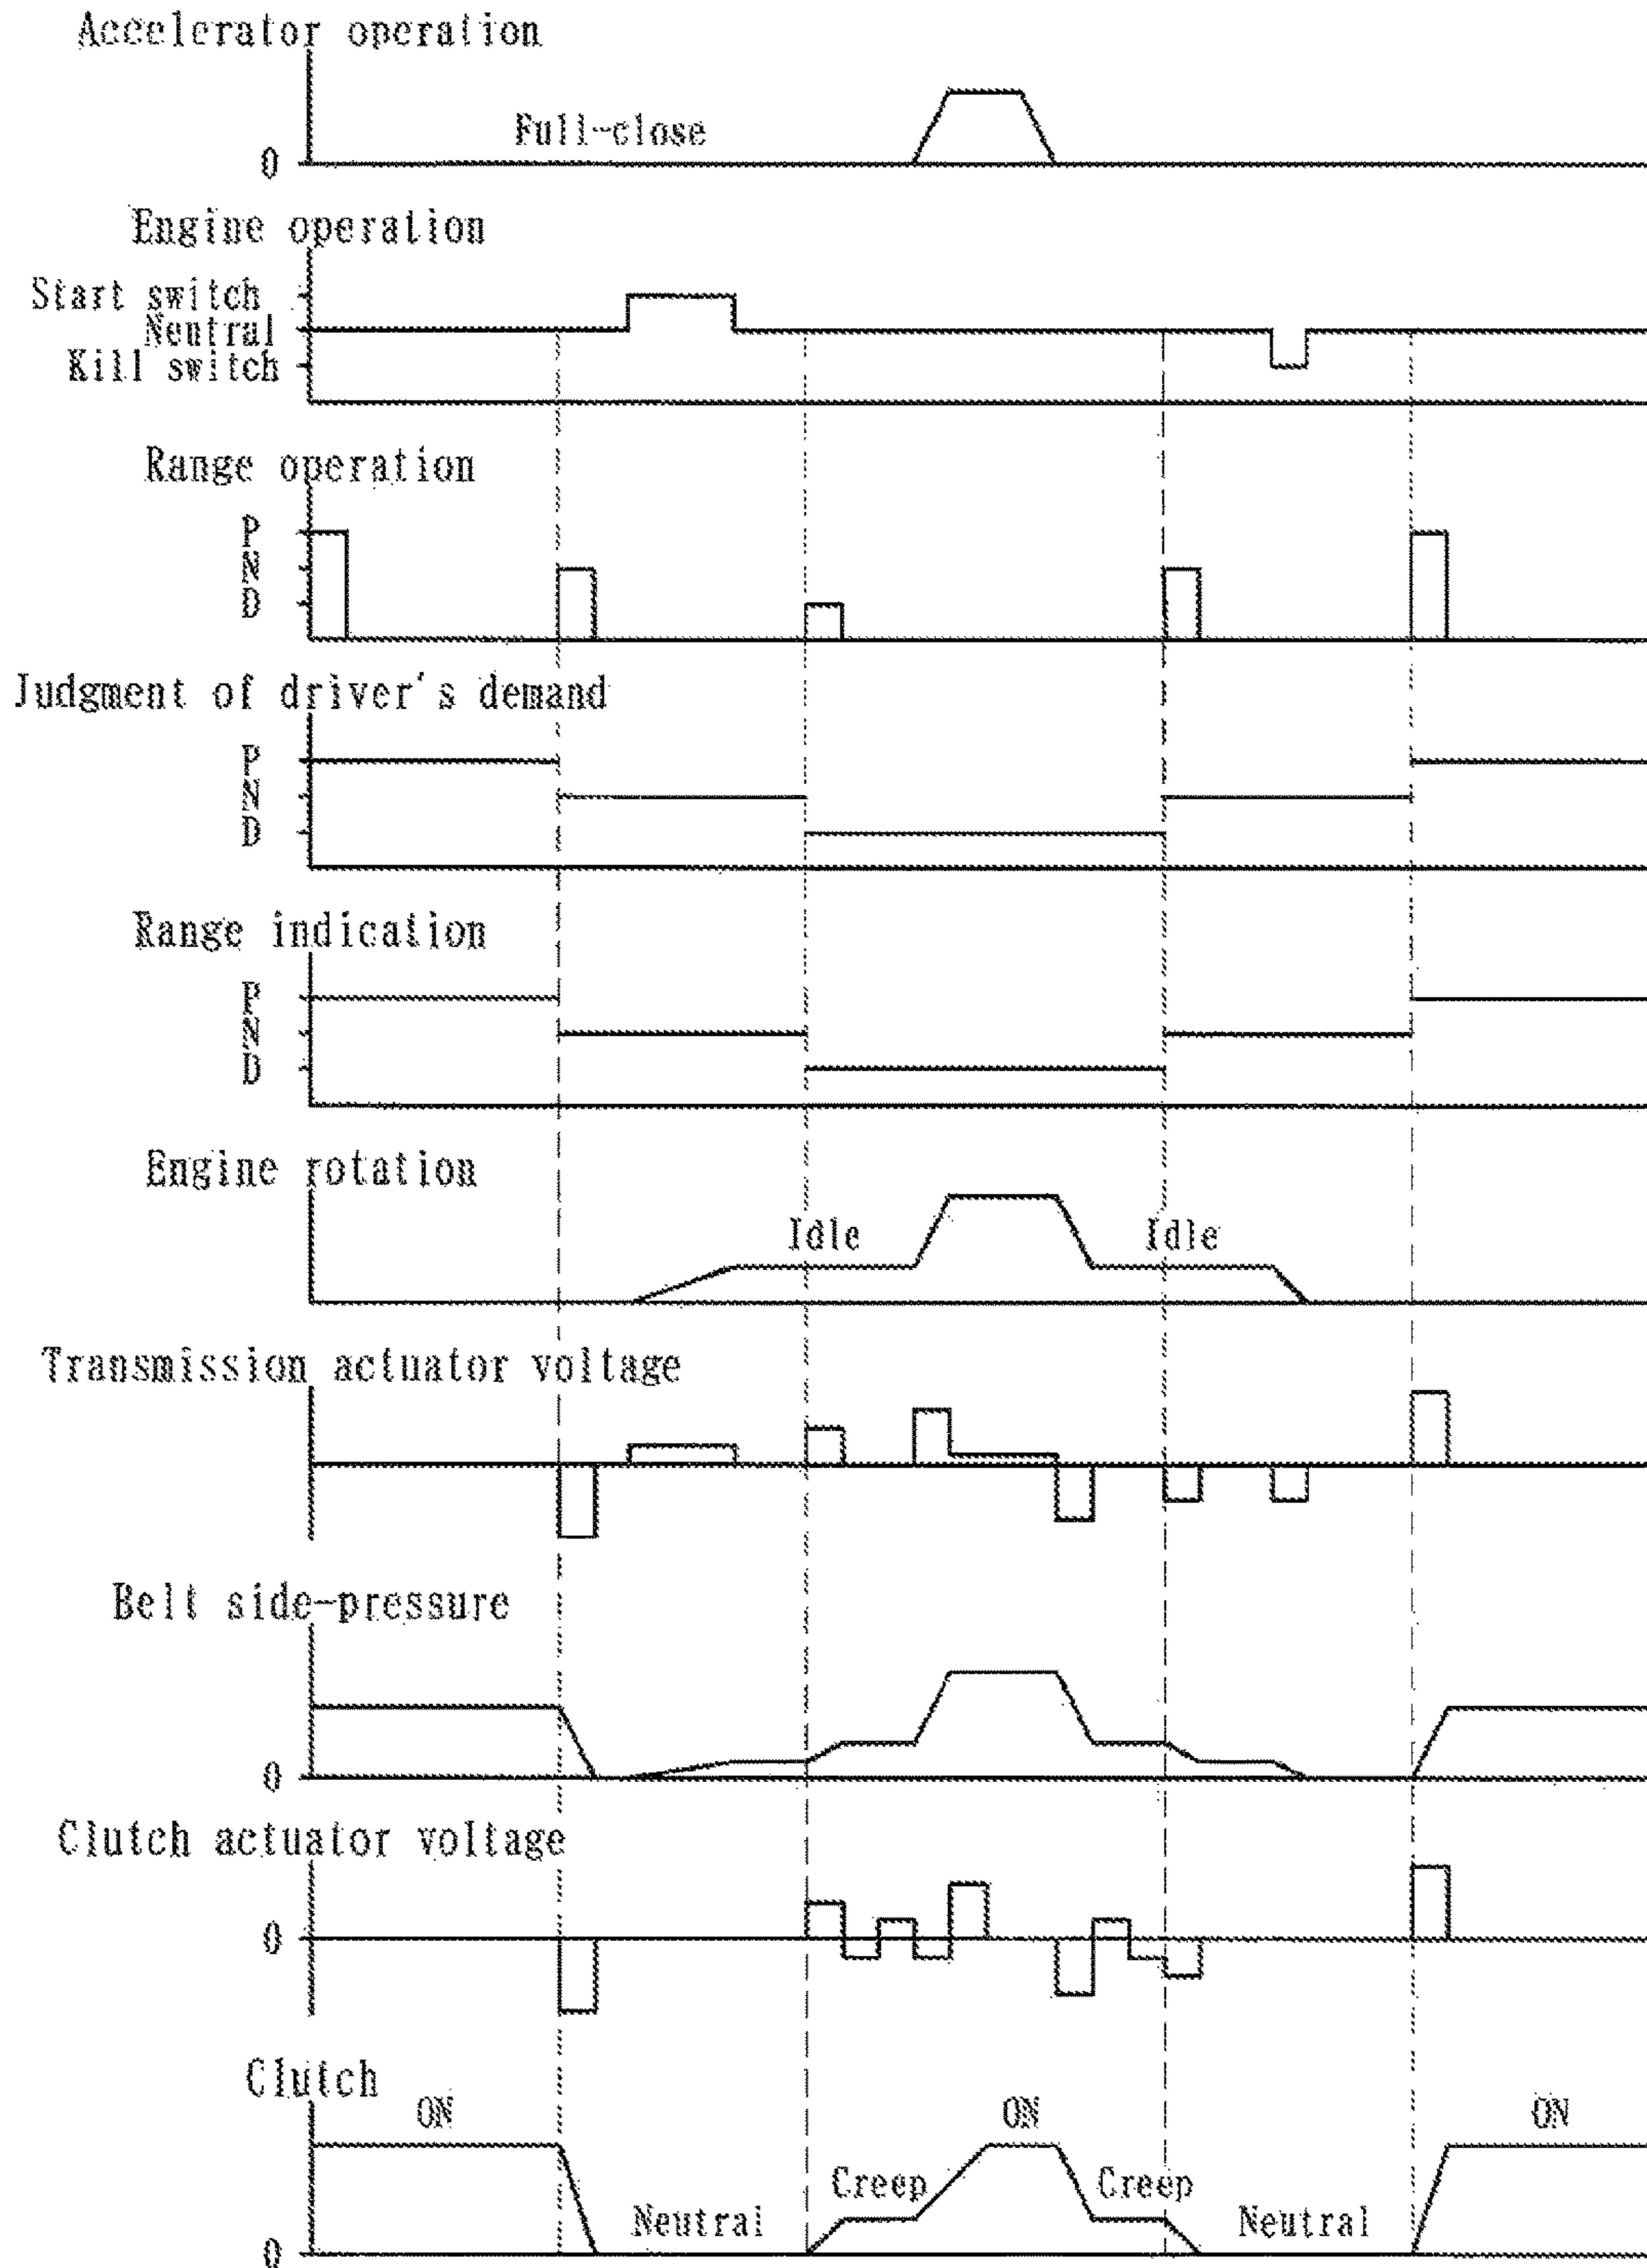 Accelerator operation
Full-close
0
Engine operation
Start switch
Neutral
Kill switch
Range operation
P
N
D
Judgment of driver's demand
P
N
D
Range indication
P
N
D
Engine rotation
Idle Idle
Transmission actuator voltage
Belt side-pressure
0
Clutch actuator voltage
0
Clutch
ON ON ON
Creep Creep
Neutral Neutral
0